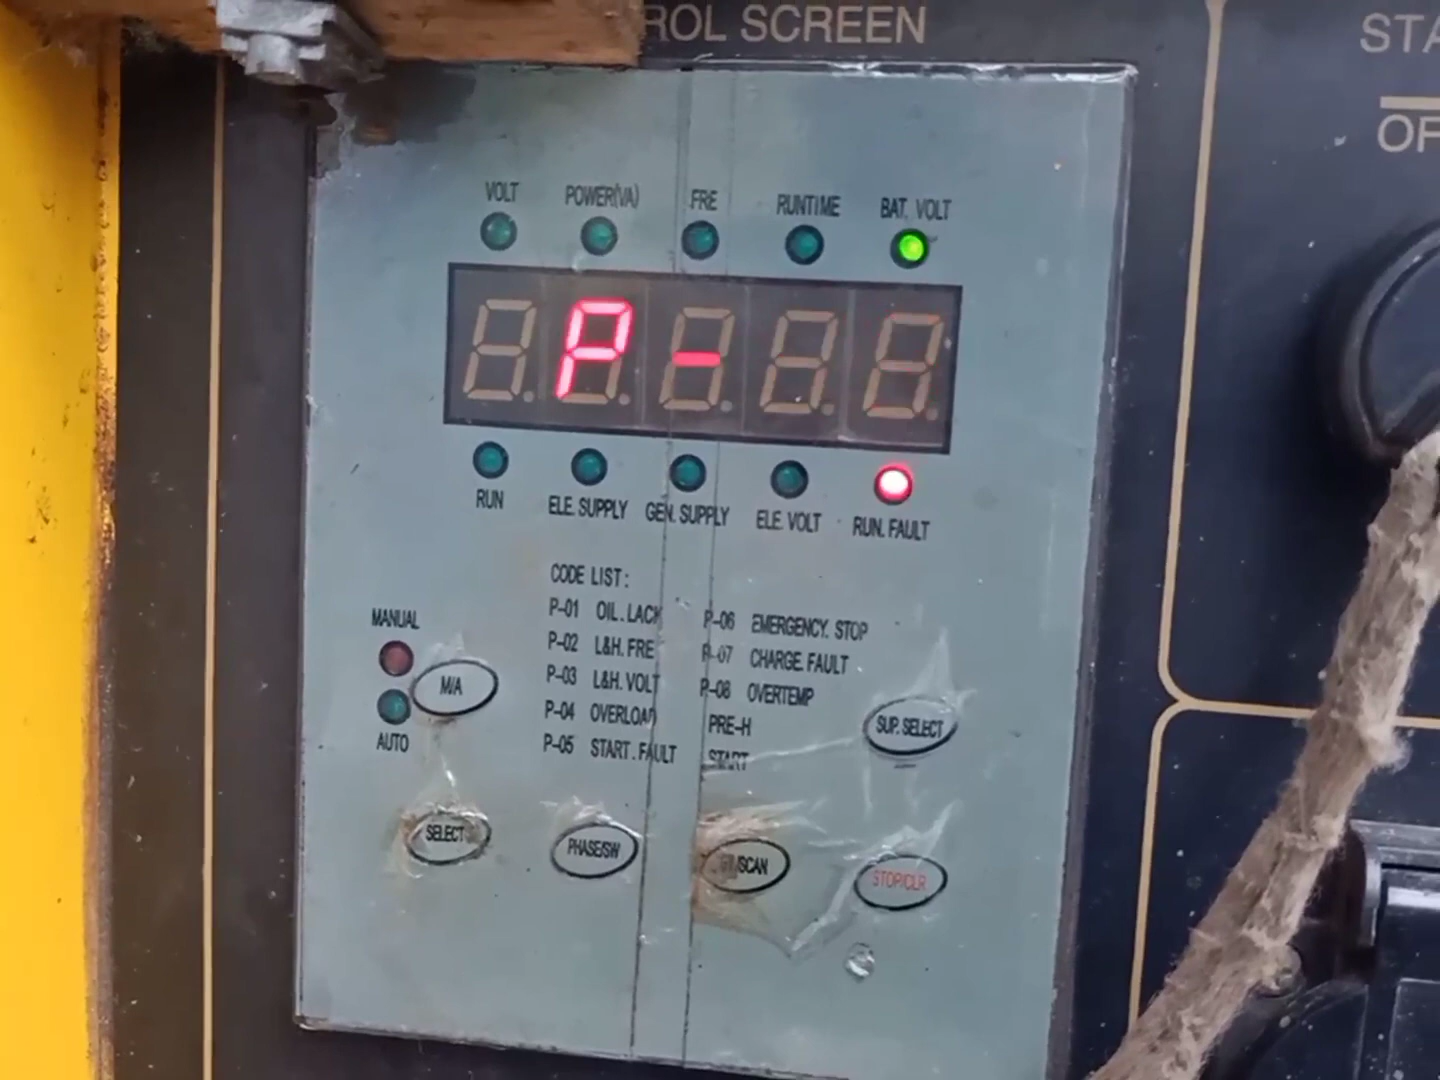 ROL SCREEN
STA
OF
VOLT POWER(VA) FRE RUNTIME BAT. VOLT
P-
RUN ELE. SUPPLY GEN. SUPPLY ELE. VOLT RUN. FAULT
CODE LIST:
P-01 OIL. LACK
P-02 L&H. FRE
P-03 L&H. VOLT
P-04 OVERLOAD
P-05 START. FAULT
P-06 EMERGENCY. STOP
P-07 CHARGE. FAULT
P-08 OVERTEMP
PRE-H
START
MANUAL
M/A
AUTO
SUP. SELECT
SELECT
PHASE/SW
/SCAN
STOP/CLR